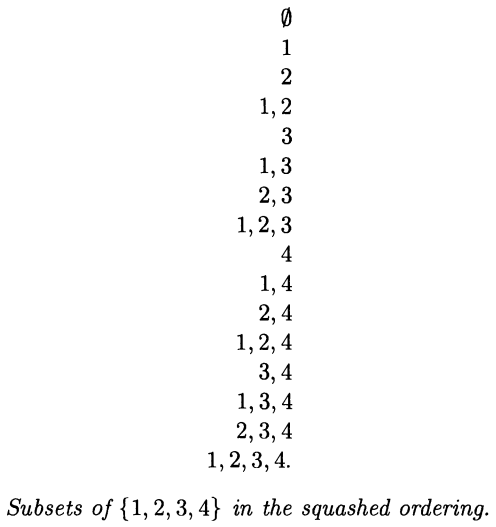 ∅
1
2
1, 2
3
1, 3
2, 3
1, 2, 3
4
1, 4
2, 4
1, 2, 4
3, 4
1, 3, 4
2, 3, 4
1, 2, 3, 4.
Subsets of {1, 2, 3, 4} in the squashed ordering.